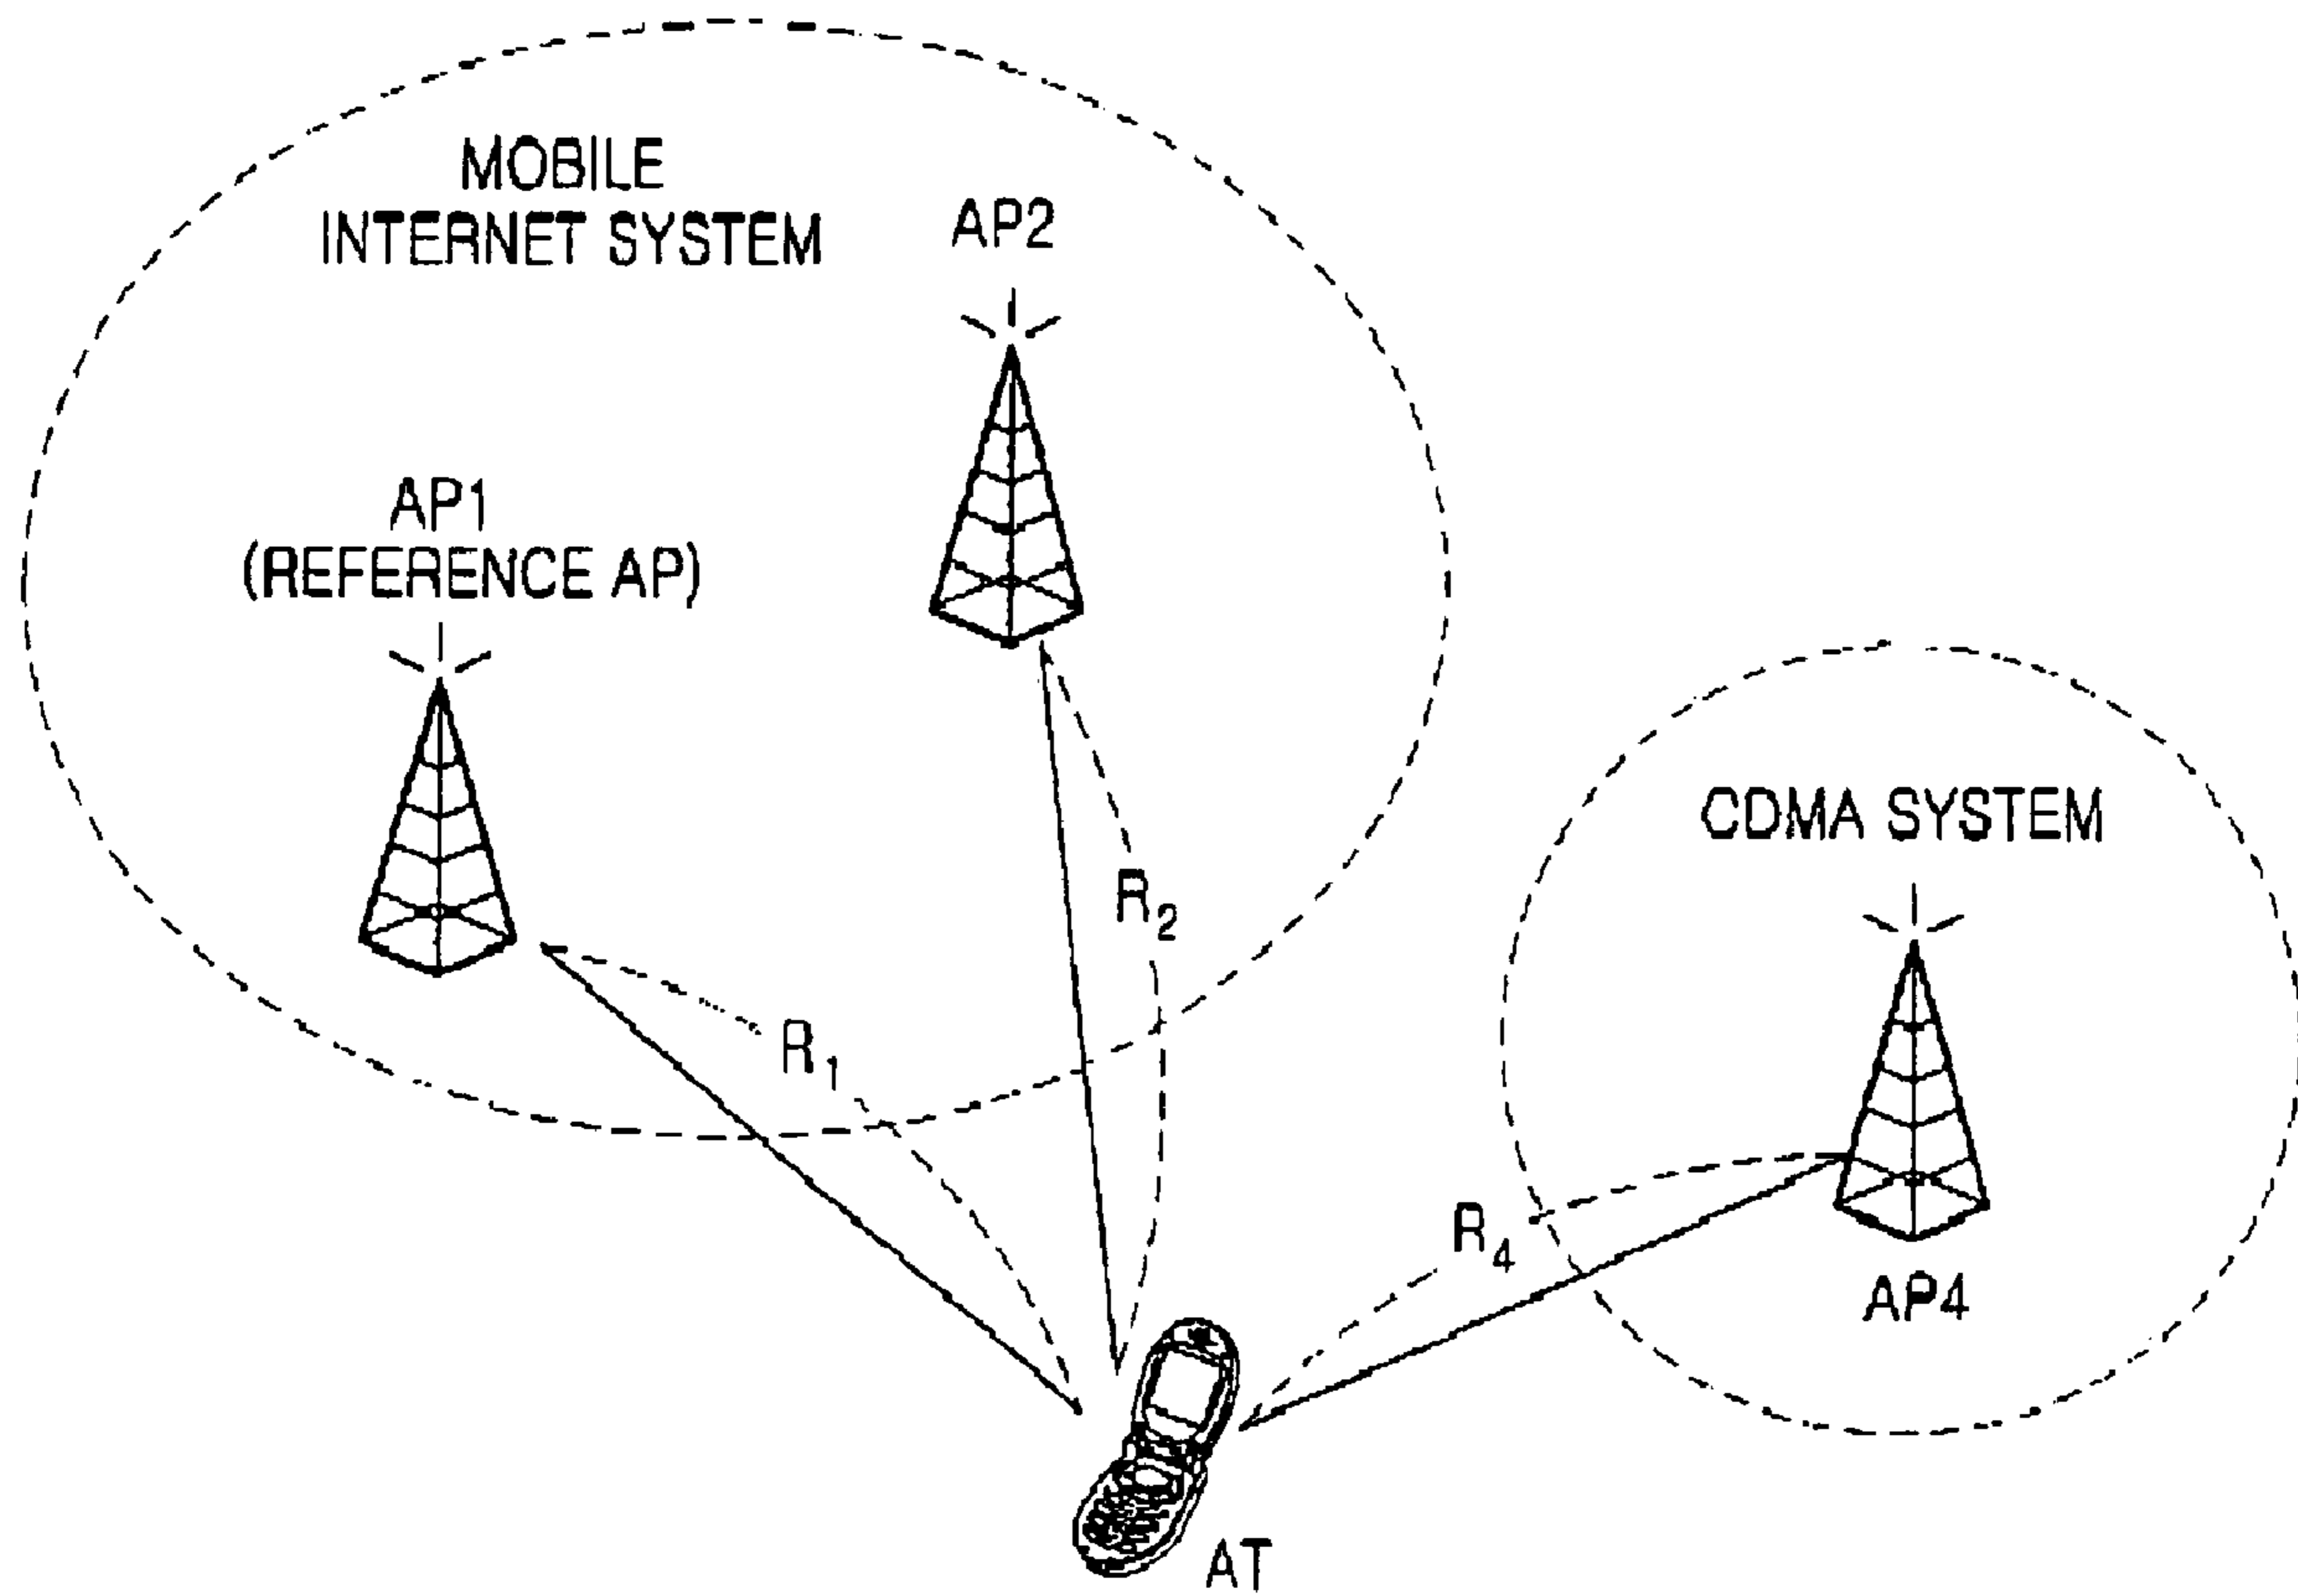 MOBILE
INTERNET SYSTEM
AP2
AP1
(REFERENCE AP)
CDMA SYSTEM
R2
R1
R4
AP4
AT